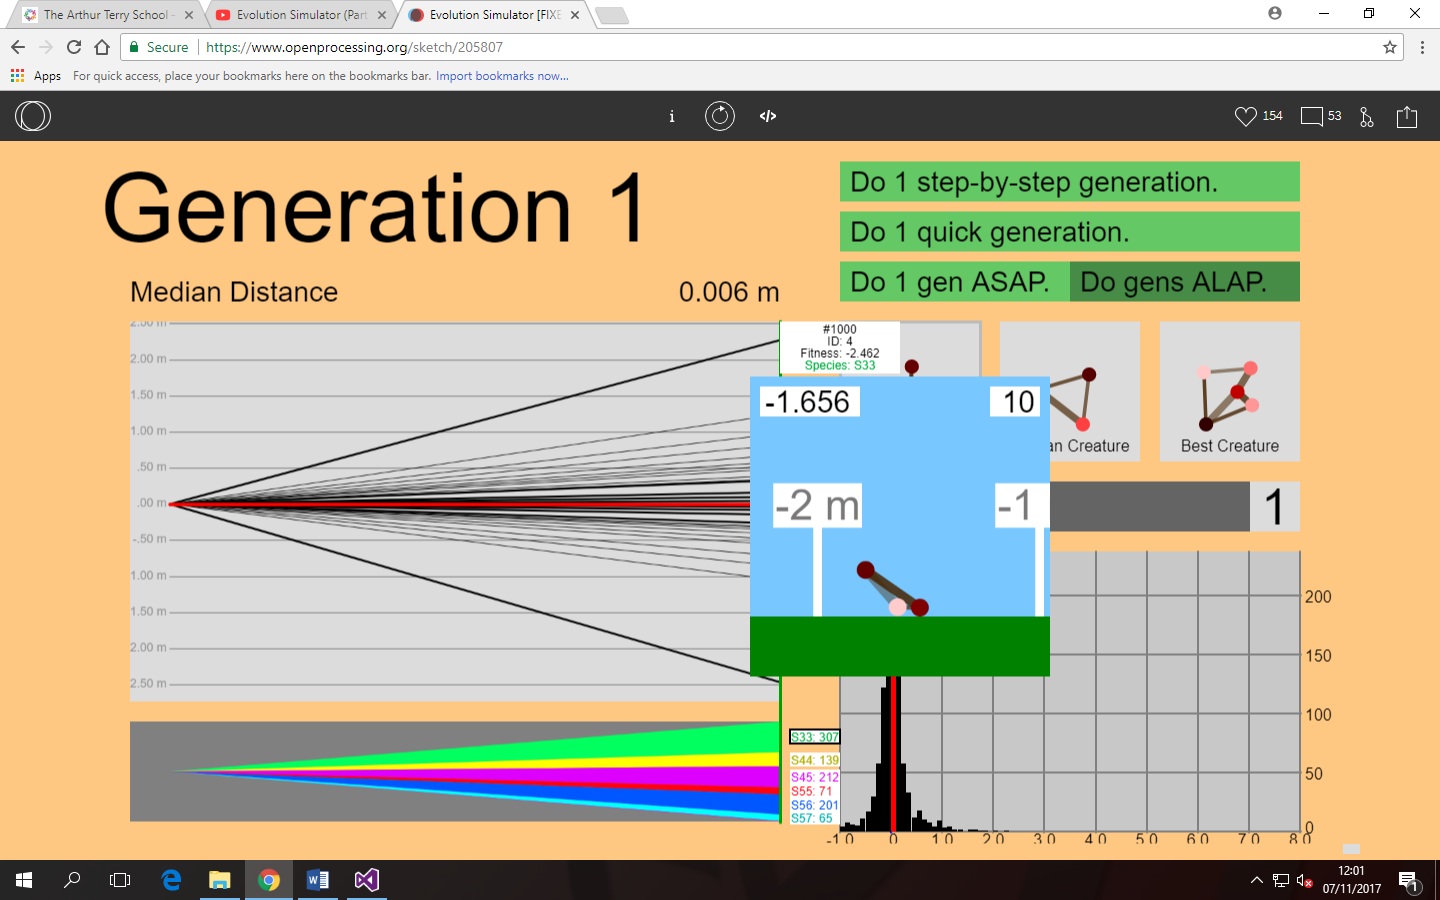 The Arthur Terry School -
Evolution Simulator (Part
Evolution Simulator [FIXE
Secure
https://www.openprocessing.org/sketch/205807
Apps
For quick access, place your bookmarks here on the bookmarks bar. Import bookmarks now...
i
</>
154
53
Generation 1
Do 1 step-by-step generation.
Do 1 quick generation.
Do 1 gen ASAP.
Do gens ALAP.
Median Distance
0.006 m
2.50 m
2.00 m
1.50 m
1.00 m
.50 m
.00 m
-.50 m
1.00 m
1.50 m
2.00 m
2.50 m
#1000
ID: 4
Fitness: -2.462
Species: S33
-1.656
10
-2 m
-1
an Creature
Best Creature
1
200
150
100
50
0
S33: 307
S44: 139
S45: 212
S55: 71
S56: 201
S57: 65
-1.0
0
1.0
2.0
3.0
4.0
5.0
6.0
7.0
8.0
12:01
07/11/2017
1